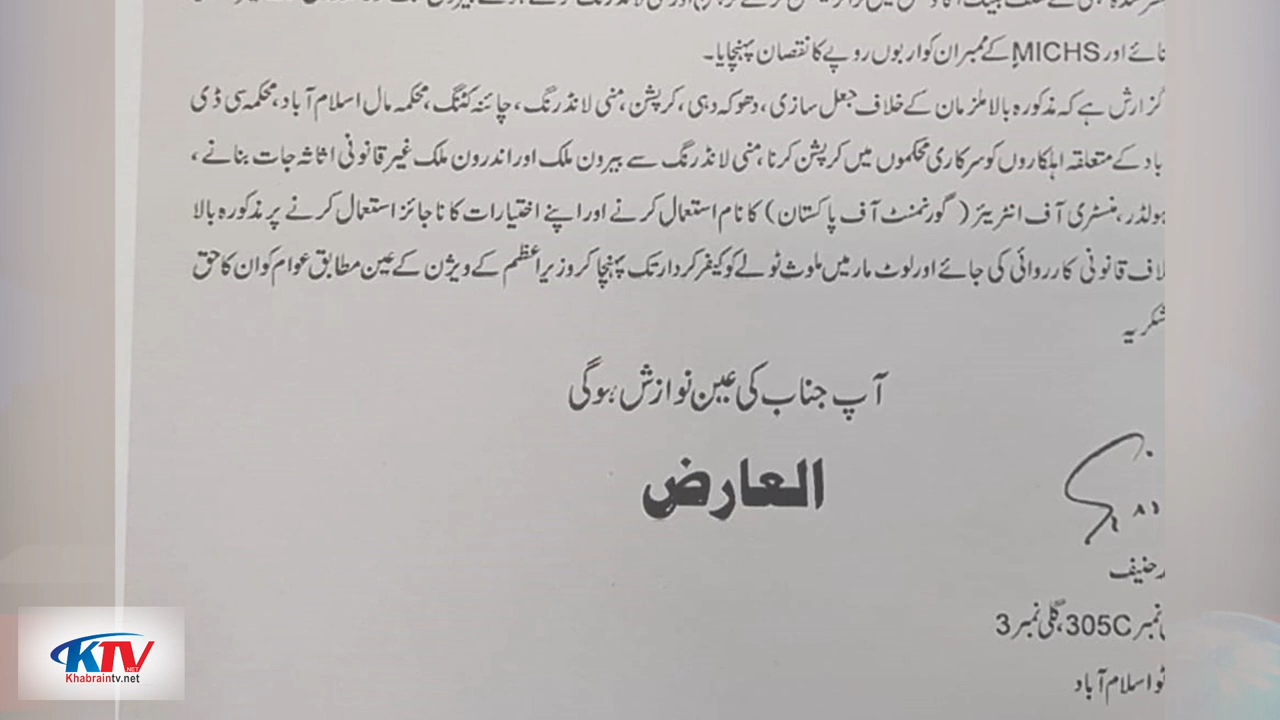 بنائے اور MICHS کے ممبران کو اربوں روپے کا نقصان پہنچایا۔
گزارش ہے کہ مذکورہ بالا ملزمان کے خلاف جعل سازی، دھوکہ دہی، کرپشن، منی لانڈرنگ، چائنہ کٹنگ، محکمہ مال اسلام آباد، محکمہ سی ڈی
باد کے متعلقہ اہلکاروں کو سرکاری محکموں میں کرپشن کرنا، منی لانڈرنگ سے بیرون ملک اور اندرون ملک غیر قانونی اثاثہ جات بنانے،
ہولڈر، منسٹری آف انٹریئر (گورنمنٹ آف پاکستان) کا نام استعمال کرنے اور اپنے اختیارات کا ناجائز استعمال کرنے پر مذکورہ بالا
لاف قانونی کارروائی کی جائے اور لوٹ مار میں ملوث ٹولے کو کیفر کردار تک پہنچا کر وزیر اعظم کے ویژن کے عین مطابق عوام کو ان کا حق
شکریہ
آپ جناب کی عین نوازش ہوگی
العارض
حنیف
نمبر 305C، گلی نمبر 3
ٹو اسلام آباد
KTV
.NET
Khabraintv.net